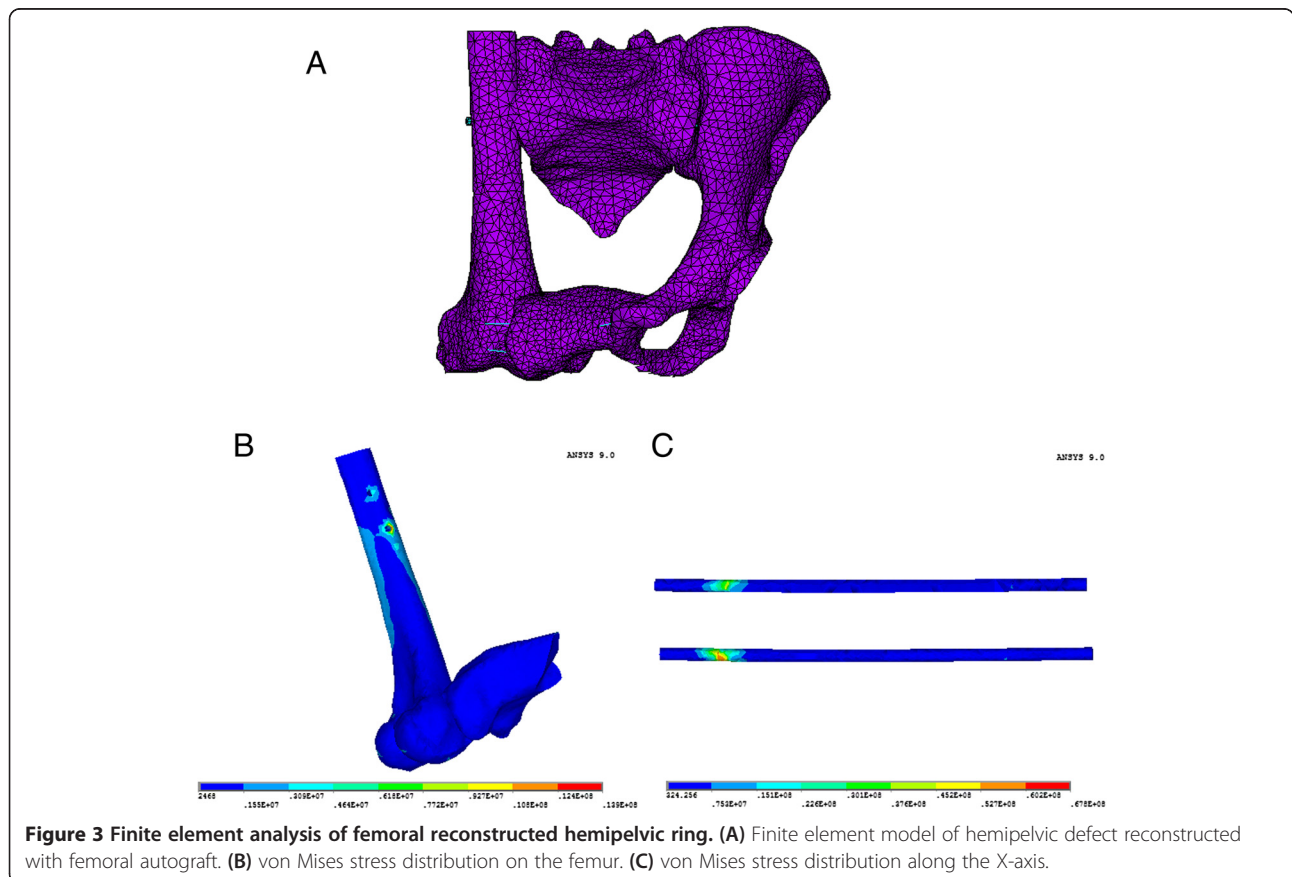 A
B
ANSYS 9.0
C
ANSYS 9.0
2468 .309E+07 .618E+07 .927E+07 .124E+08
.155E+07 .464E+07 .772E+07 .108E+08 .139E+08
324.256 .151E+08 .301E+08 .452E+08 .602E+08
.753E+07 .226E+08 .376E+08 .527E+08 .678E+08
Figure 3 Finite element analysis of femoral reconstructed hemipelvic ring. (A) Finite element model of hemipelvic defect reconstructed
with femoral autograft. (B) von Mises stress distribution on the femur. (C) von Mises stress distribution along the X-axis.